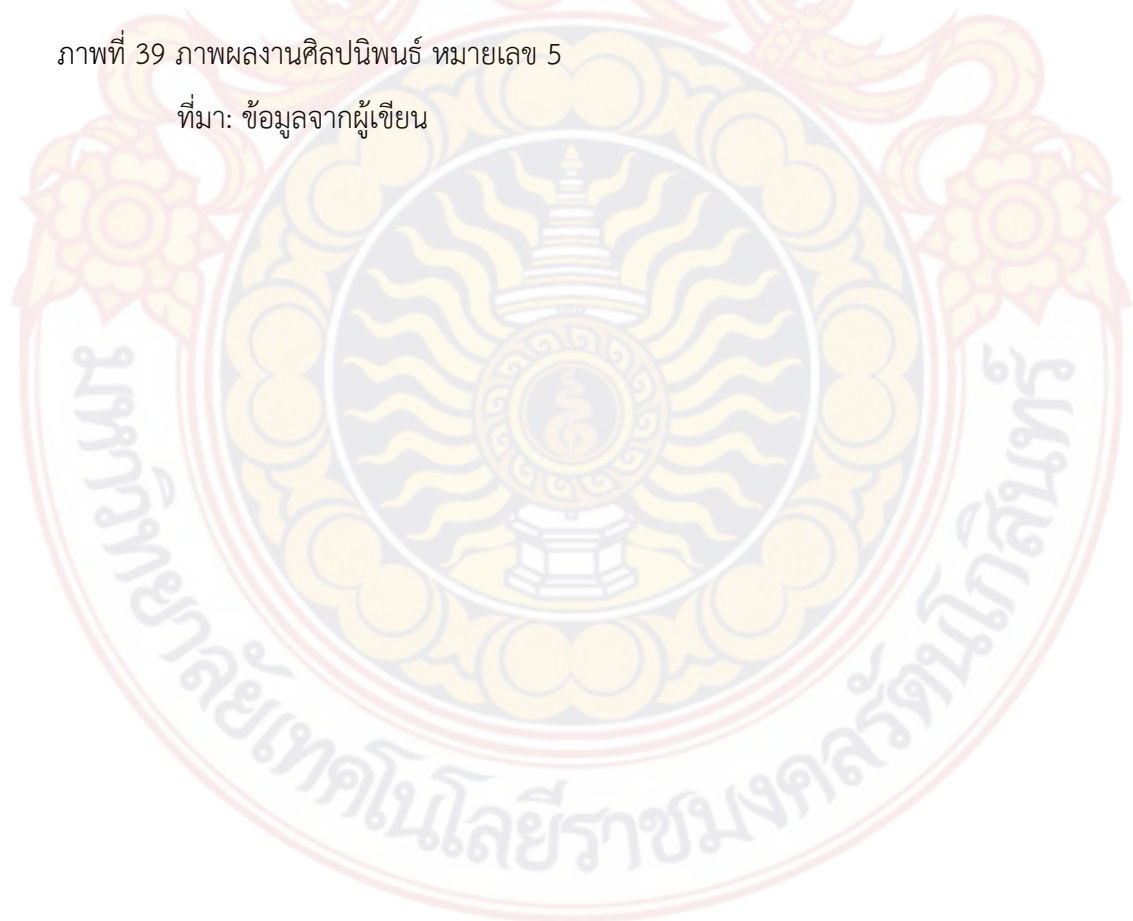 ภาพที่ 39 ภาพผลงานศิลปนิพนธ์ หมายเลข 5
ที่มา: ข้อมูลจากผู้เขียน
มหาวิทยาลัยเทคโนโลยีราชมงคลรัตนโกสินทร์